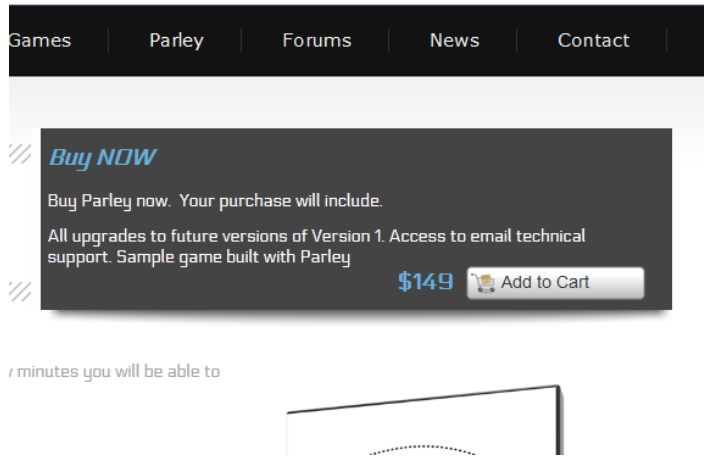 Games Parley Forums News Contact
Buy NOW
Buy Parley now. Your purchase will include.
All upgrades to future versions of Version 1. Access to email technical
support. Sample game built with Parley
$149 Add to Cart
minutes you will be able to